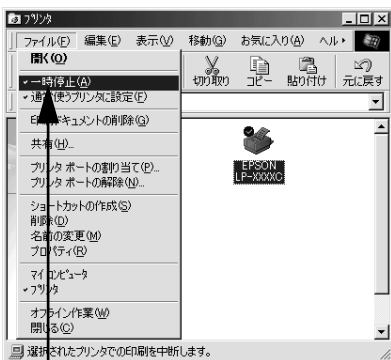 プリンタ
ファイル(F) 編集(E) 表示(V) 移動(G) お気に入り(A) ヘル
開く(O)
一時停止(A)
通常使うプリンタに設定(F)
印刷ドキュメントの削除(G)
共有(H)...
プリンタ ポートの割り当て(P)...
プリンタ ポートの解除(N)...
ショートカットの作成(S)
削除(D)
名前の変更(M)
プロパティ(R)
マイ コンピュータ
プリンタ
オフライン作業(W)
閉じる(C)
切り取り コピー 貼り付け 元に戻す
EPSON
LP-XXXXC
選択されたプリンタでの印刷を中断します。